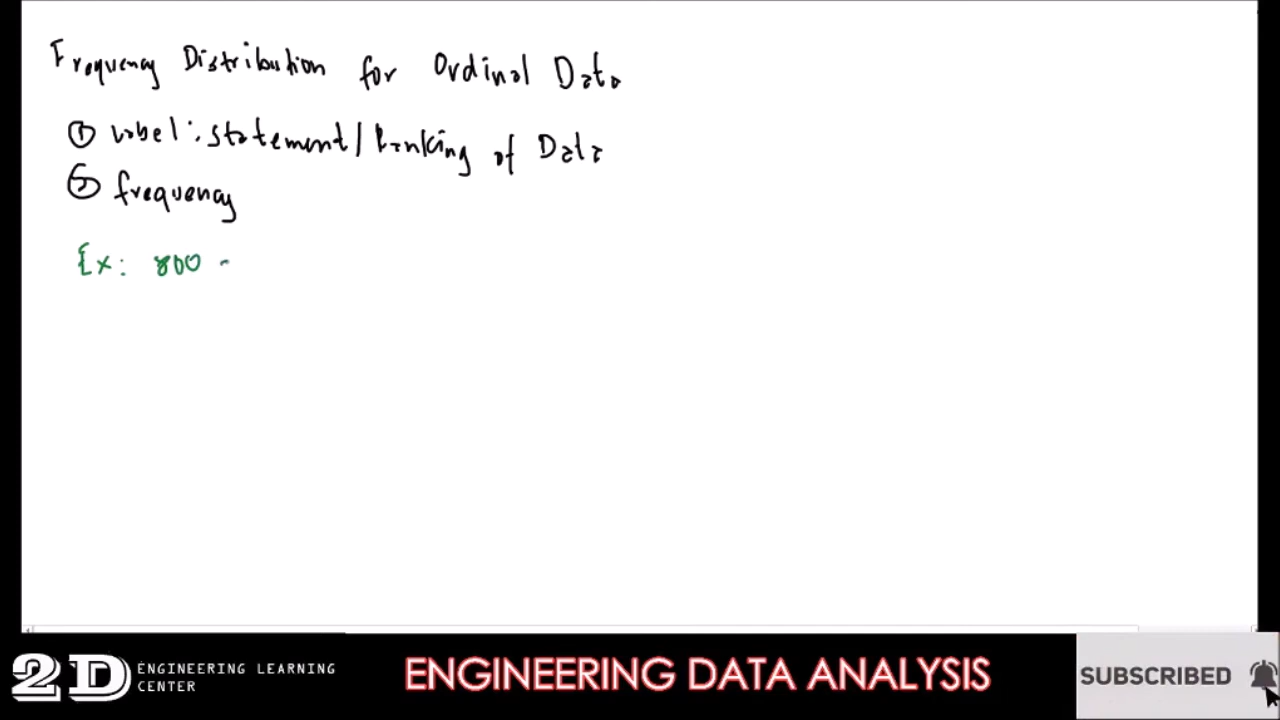 Frequency Distribution for Ordinal Data
① Label: statement / Ranking of Data
② frequency
Ex: 800 -
2D ENGINEERING LEARNING
CENTER
ENGINEERING DATA ANALYSIS
SUBSCRIBED